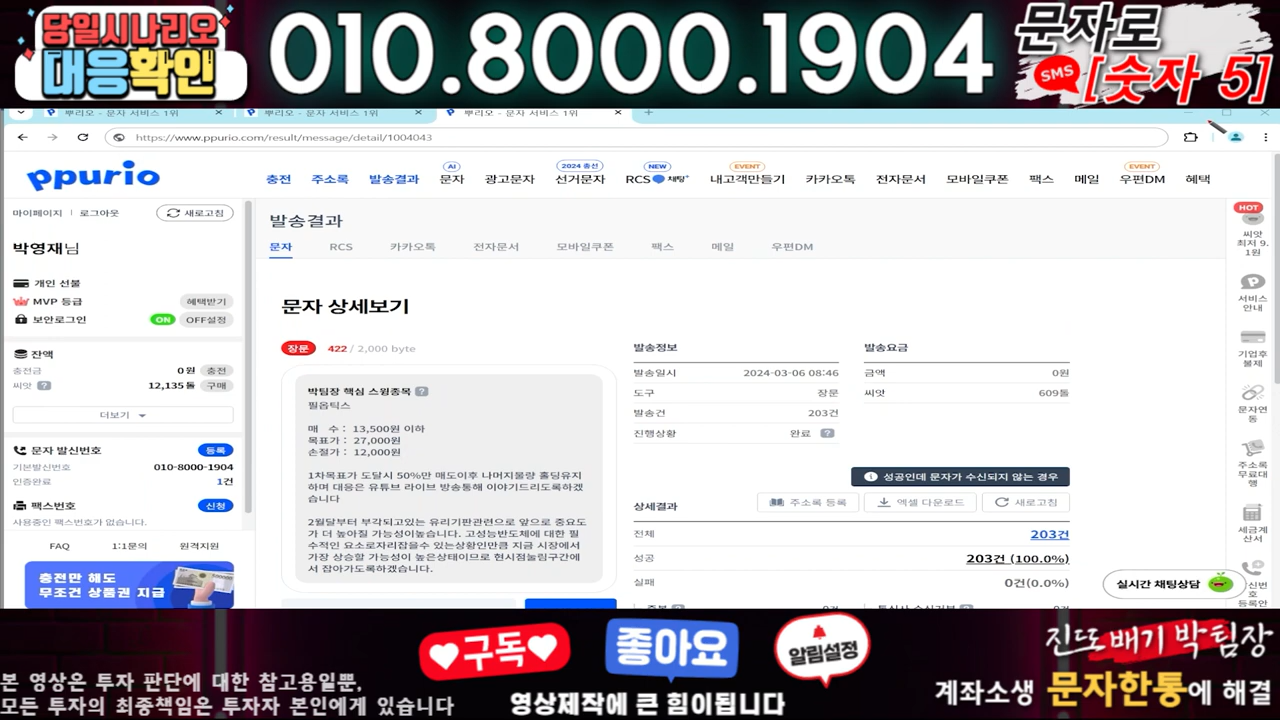 당일시나리오
대응확인
010.8000.1904
문자로
SMS [숫자 5]
뿌리오 - 문자 서비스 1위
뿌리오 - 문자 서비스 1위
뿌리오 - 문자 서비스 1위
https://www.ppurio.com/result/message/detail/1004043
ppurio
AI
2024 총선
NEW
EVENT
EVENT
충전 주소록 발송결과 문자 광고문자 선거문자 RCS 채팅+ 내고객만들기 카카오톡 전자문서 모바일쿠폰 팩스 메일 우편DM 혜택
마이페이지 | 로그아웃 새로고침
박영재님
개인 선불
MVP 등급 혜택받기
보안로그인 ON OFF설정
잔액
충전금 0원 충전
씨앗 ? 12,135톨 구매
더보기
문자 발신번호 등록
기본발신번호 010-8000-1904
인증완료 1건
팩스번호 신청
사용중인 팩스번호가 없습니다.
FAQ 1:1문의 원격지원
충전만 해도
무조건 상품권 지급
발송결과
문자 RCS 카카오톡 전자문서 모바일쿠폰 팩스 메일 우편DM
문자 상세보기
장문 422 / 2,000 byte
박팀장 핵심 스윙종목 ?
필옵틱스
매 수 : 13,500원 이하
목표가 : 27,000원
손절가 : 12,000원
1차목표가 도달시 50%만 매도이후 나머지물량 홀딩유지
하며 대응은 유튜브 라이브 방송통해 이야기드리도록하겠
습니다
2월달부터 부각되고있는 유리기판관련으로 앞으로 중요도
가 더 높아질 가능성이높습니다. 고성능반도체에 대한 필
수적인 요소로자리잡을수 있는상황인만큼 지금 시장에서
가장 상승할 가능성이 높은상태이므로 현시점눌림구간에
서 잡아가도록하겠습니다.
발송정보
발송일시 2024-03-06 08:46
도구 장문
발송건 203건
진행상황 완료 ?
발송요금
금액 0원
씨앗 609톨
성공인데 문자가 수신되지 않는 경우
상세결과 주소록 등록 엑셀 다운로드 새로고침
전체 203건
성공 203건 (100.0%)
실패 0건(0.0%)
HOT
씨앗
최저 9.
1원
서비스
안내
기업후
불제
문자연
동
주소록
무료대
행
세금계
산서
발신번
호
등록안
실시간 채팅상담
본 영상은 투자 판단에 대한 참고용일뿐,
모든 투자의 최종책임은 투자자 본인에게 있습니다
구독
좋아요
알림설정
영상제작에 큰 힘이됩니다
진또배기 박팀장
계좌소생 문자한통에 해결